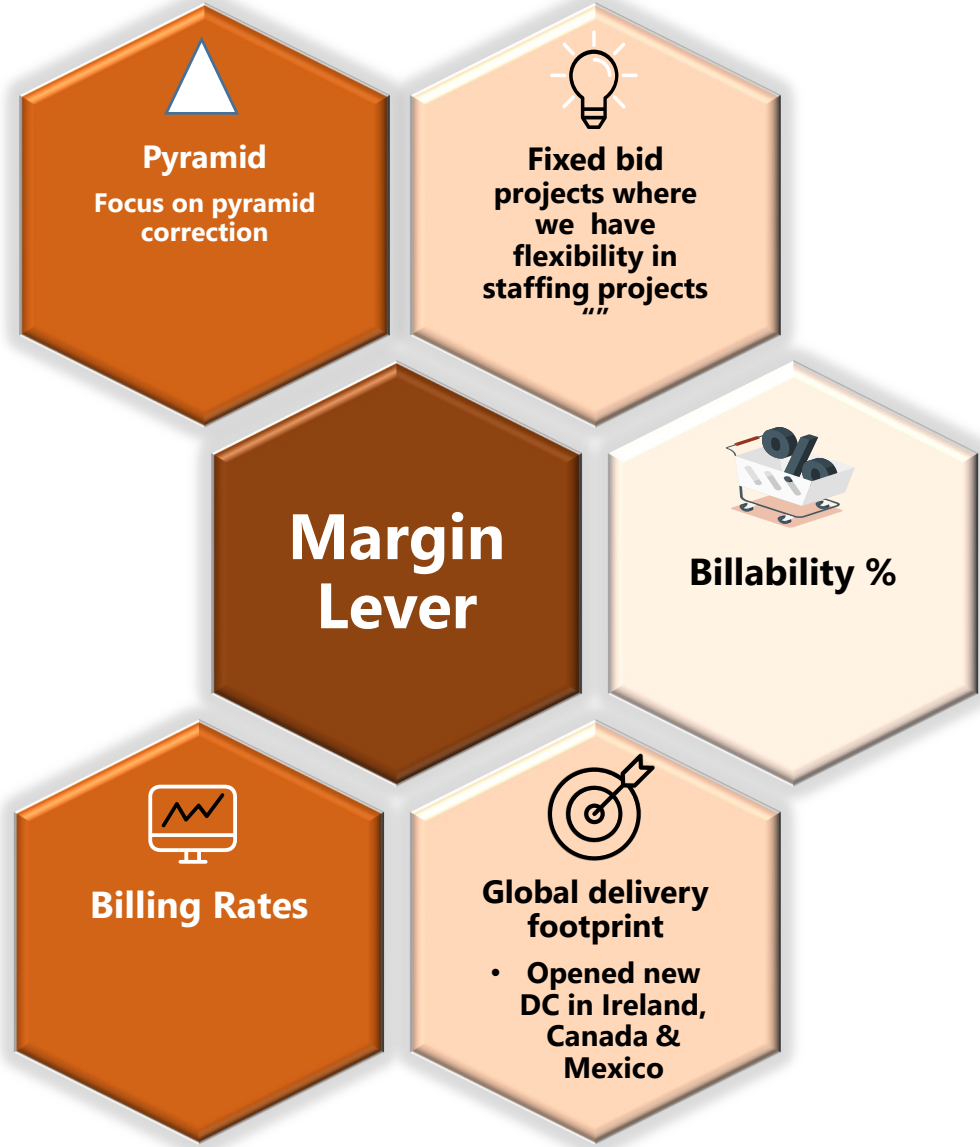 Pyramid
Focus on pyramid
correction
Fixed bid
projects where
we  have
flexibility in
staffing projects
“”
Margin
Lever
Billability %
Billing Rates
Global delivery
footprint
• Opened new
DC in Ireland,
Canada &
Mexico